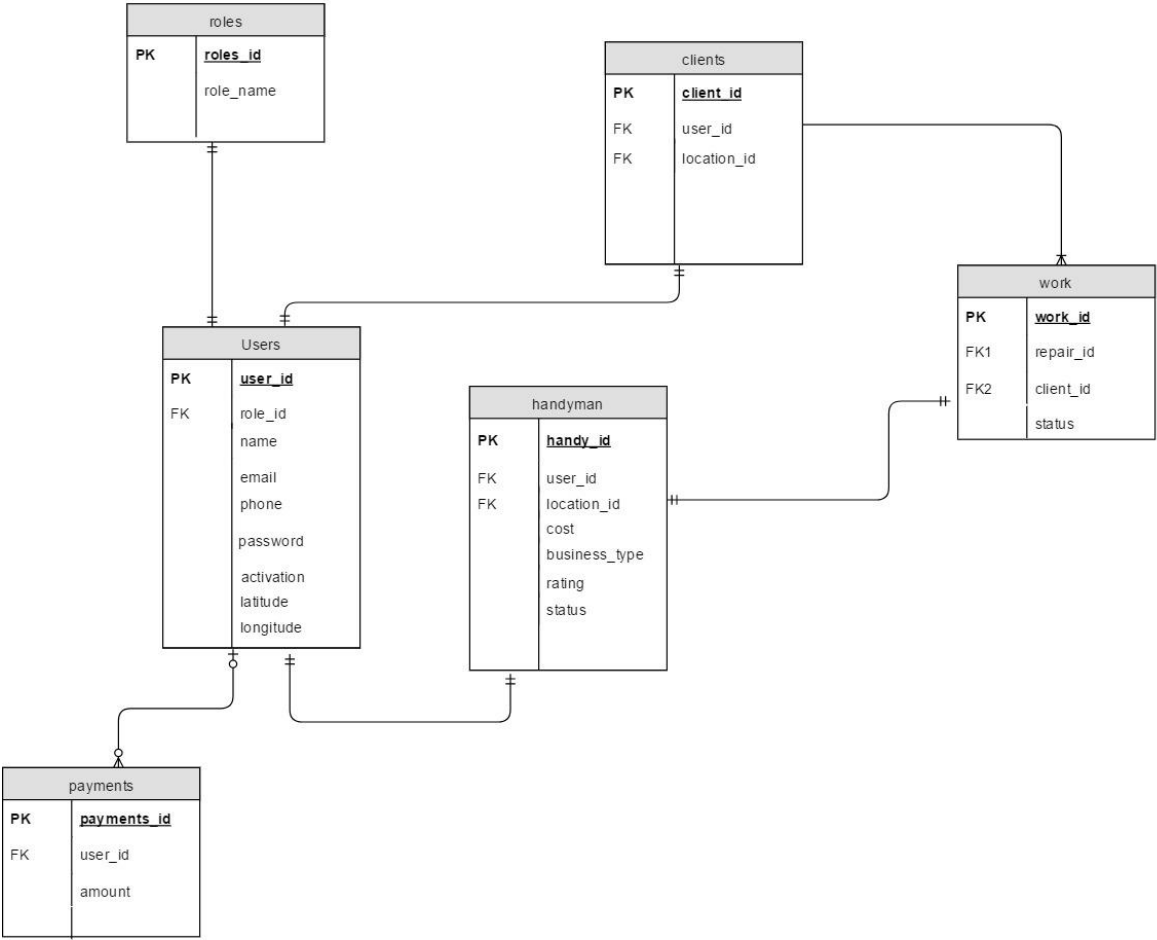 roles
PK roles_id
role_name
clients
PK client_id
FK user_id
FK location_id
work
PK work_id
FK1 repair_id
FK2 client_id
status
Users
PK user_id
FK role_id
name
email
phone
password
activation
latitude
longitude
handyman
PK handy_id
FK user_id
FK location_id
cost
business_type
rating
status
payments
PK payments_id
FK user_id
amount